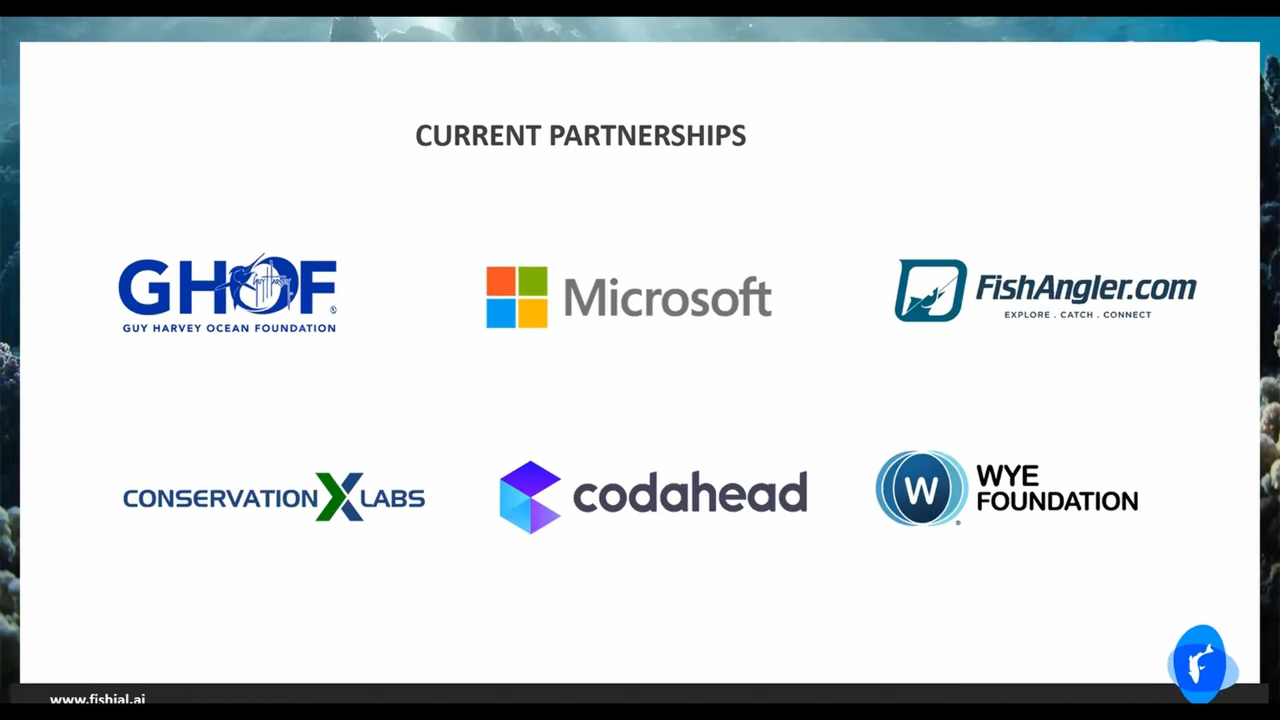 CURRENT PARTNERSHIPS
GHOF
GUY HARVEY OCEAN FOUNDATION
Microsoft
FishAngler.com
EXPLORE . CATCH . CONNECT
CONSERVATION X LABS
codahead
W
WYE
FOUNDATION
www.fishial.ai